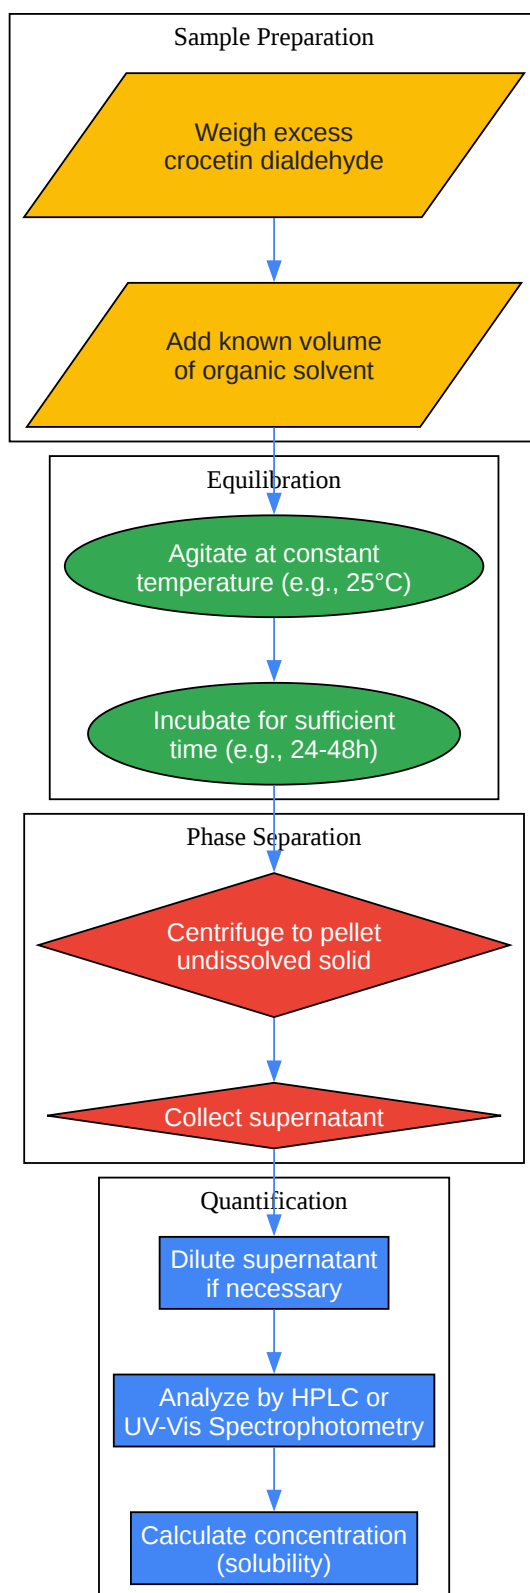 Sample Preparation
Weigh excess
crocetin dialdehyde
Add known volume
of organic solvent
Equilibration
Agitate at constant
temperature (e.g., 25°C)
Incubate for sufficient
time (e.g., 24-48h)
Phase Separation
Centrifuge to pellet
undissolved solid
Collect supernatant
Quantification
Dilute supernatant
if necessary
Analyze by HPLC or
UV-Vis Spectrophotometry
Calculate concentration
(solubility)